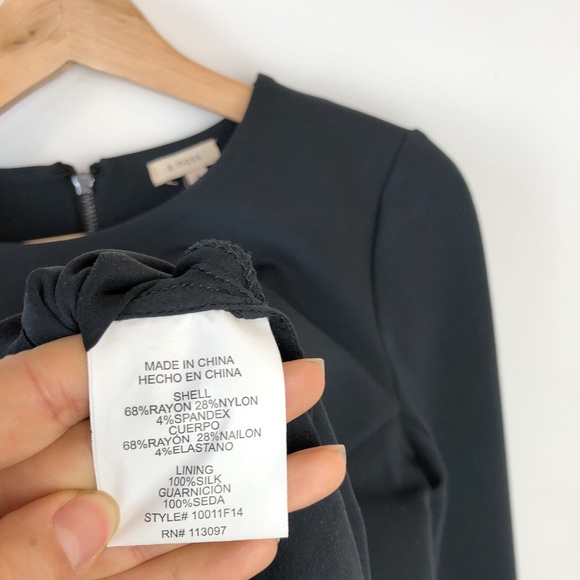 MADE IN CHINA
HECHO EN CHINA
SHELL
68%RAYON 28%NYLON
4%SPANDEX
CUERPO
68%RAYÓN 28%NAILON
4%ELASTANO
LINING
100%SILK
GUARNICIÓN
100%SEDA
STYLE# 10011F14
RN# 113097